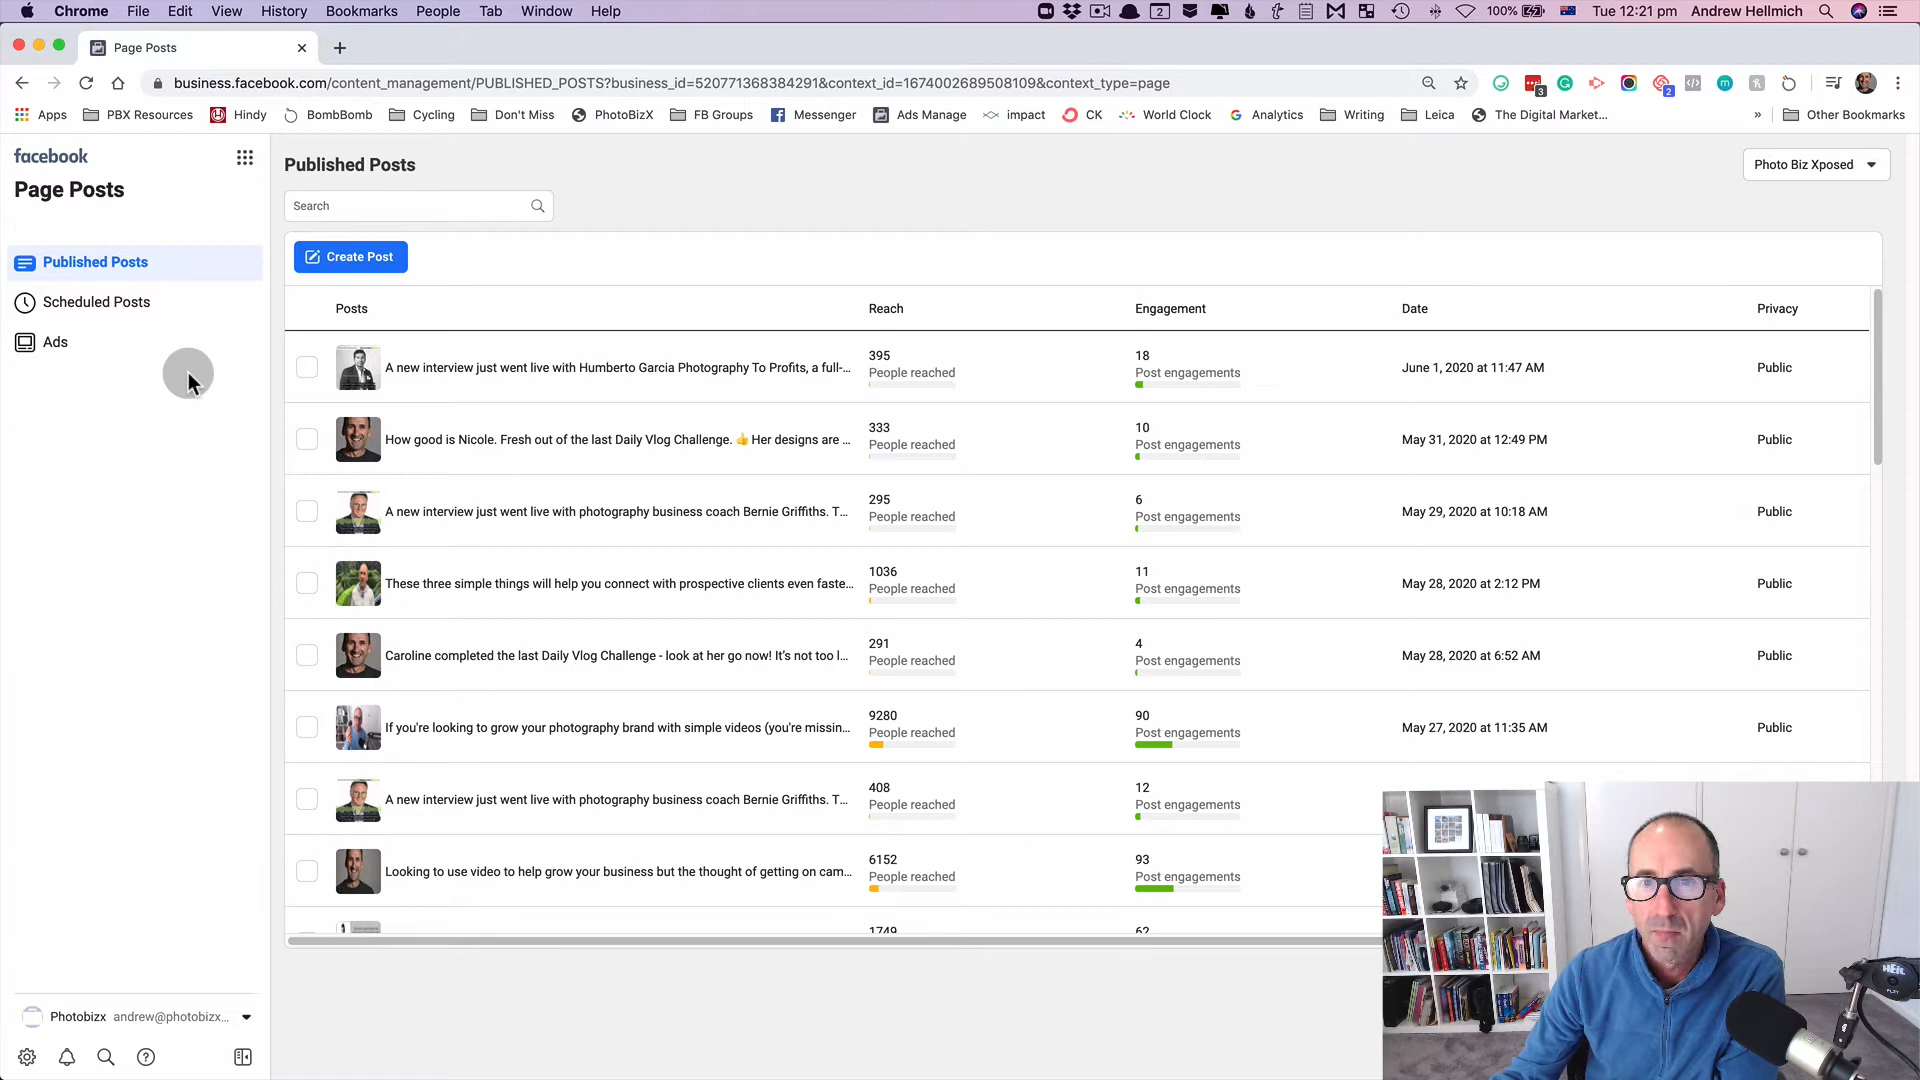 Chrome File Edit View History Bookmarks People Tab Window Help
2 100% Tue 12:21 pm Andrew Hellmich
Page Posts
business.facebook.com/content_management/PUBLISHED_POSTS?business_id=520771368384291&context_id=1674002689508109&context_type=page
3 2 m
Apps PBX Resources Hindy BombBomb Cycling Don't Miss PhotoBizX FB Groups Messenger Ads Manage impact CK World Clock Analytics Writing Leica The Digital Market... » Other Bookmarks
facebook
Page Posts
Published Posts
Scheduled Posts
Ads
Published Posts
Photo Biz Xposed
Search
Create Post
Posts Reach Engagement Date Privacy
A new interview just went live with Humberto Garcia Photography To Profits, a full-... 395 People reached 18 Post engagements June 1, 2020 at 11:47 AM Public
How good is Nicole. Fresh out of the last Daily Vlog Challenge. 👍 Her designs are ... 333 People reached 10 Post engagements May 31, 2020 at 12:49 PM Public
A new interview just went live with photography business coach Bernie Griffiths. T... 295 People reached 6 Post engagements May 29, 2020 at 10:18 AM Public
These three simple things will help you connect with prospective clients even faste... 1036 People reached 11 Post engagements May 28, 2020 at 2:12 PM Public
Caroline completed the last Daily Vlog Challenge - look at her go now! It's not too l... 291 People reached 4 Post engagements May 28, 2020 at 6:52 AM Public
If you're looking to grow your photography brand with simple videos (you're missin... 9280 People reached 90 Post engagements May 27, 2020 at 11:35 AM Public
A new interview just went live with photography business coach Bernie Griffiths. T... 408 People reached 12 Post engagements
Looking to use video to help grow your business but the thought of getting on cam... 6152 People reached 93 Post engagements
1749 62
Photobizx andrew@photobizx...
HEIL